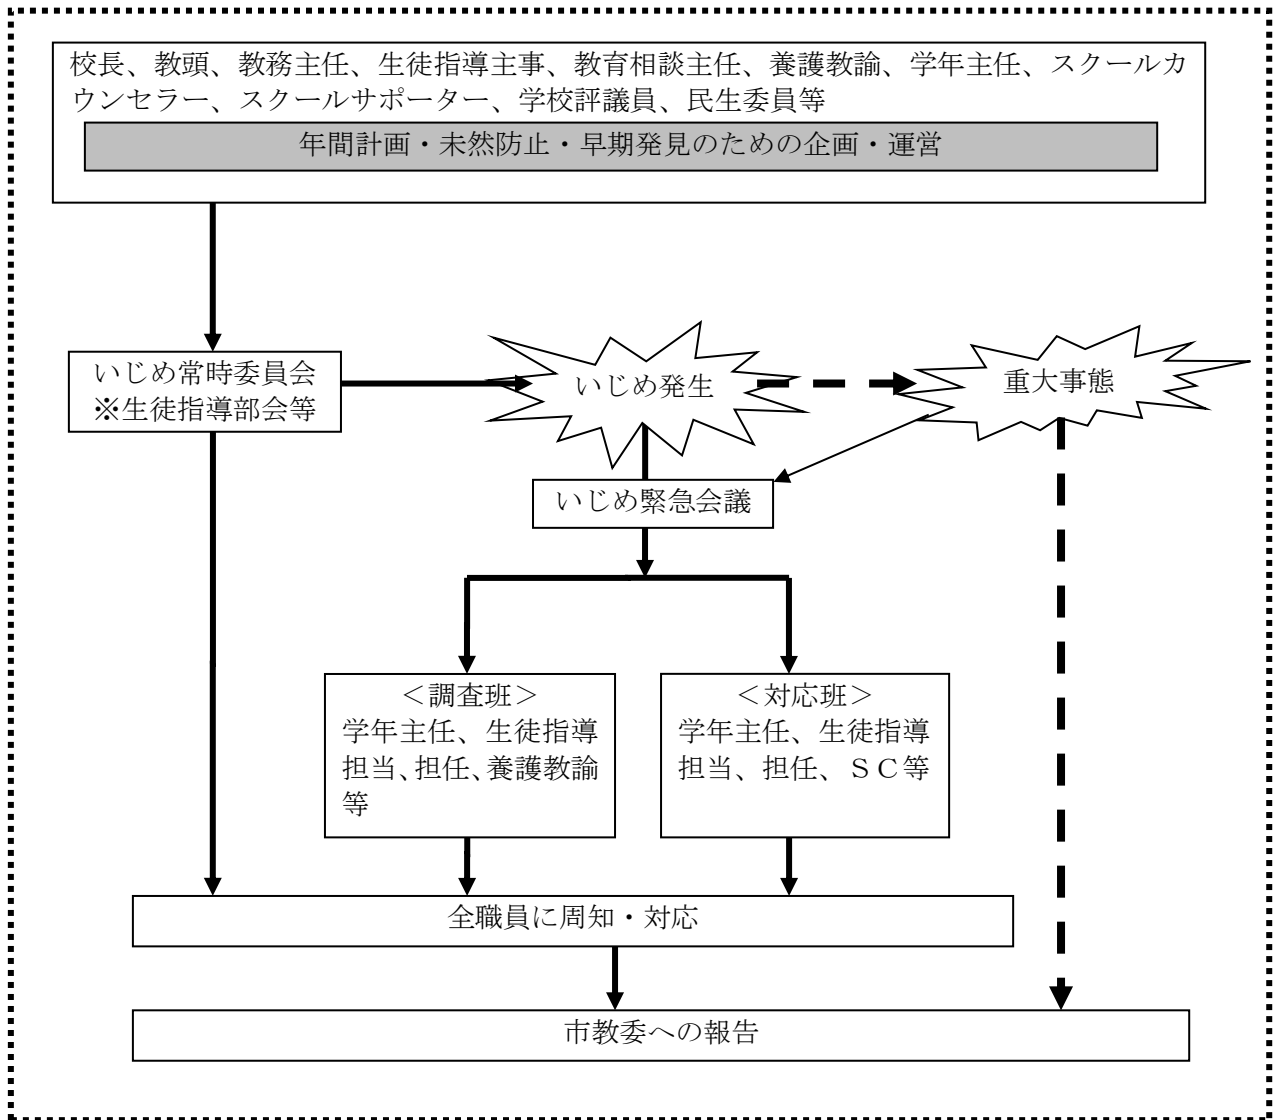 校長、教頭、教務主任、生徒指導主事、教育相談主任、養護教諭、学年主任、スクールカ
ウンセラー、スクールサポーター、学校評議員、民生委員等
年間計画・未然防止・早期発見のための企画・運営
いじめ常時委員会
※生徒指導部会等
いじめ発生
重大事態
いじめ緊急会議
＜調査班＞
学年主任、生徒指導
担当、担任、養護教諭
等
＜対応班＞
学年主任、生徒指導
担当、担任、ＳＣ等
全職員に周知・対応
市教委への報告